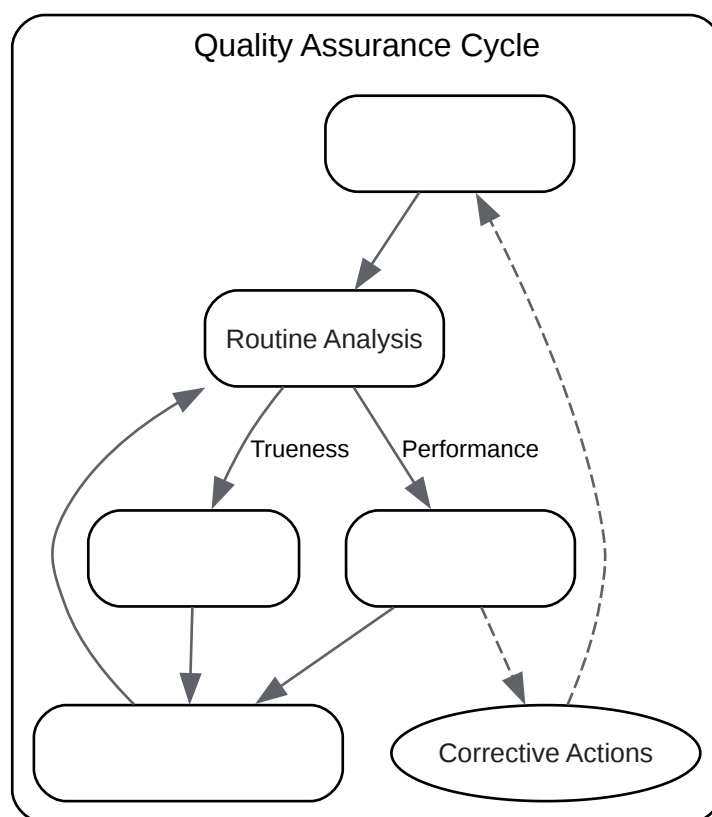 Quality Assurance Cycle
Routine Analysis
Trueness
Performance
Corrective Actions